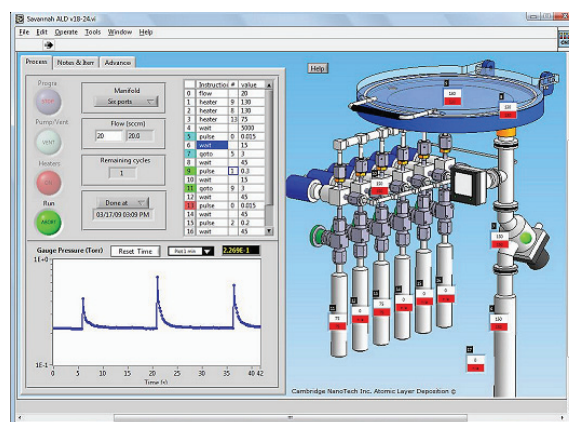 Savannah ALD v18-24.vi
File Edit Operate Tools Window Help
Process Notes & Iterr Advance
Help
Progra
STOP
Pump/Vent
VENT
Heaters
Run
ABORT
Manifold
Six ports
Flow (sccm)
20 20.0
Remaining cycles
1
Done at
03/17/09 03:09 PM
Instructio # value
0 flow 20
1 heater 9 130
2 heater 8 130
3 heater 13 75
4 wait 5000
5 pulse 0 0.015
6 wait 15
7 goto 5 3
8 wait 45
9 pulse 1 0.3
10 wait 15
11 goto 9 3
12 wait 45
13 pulse 0 0.015
14 wait 45
15 pulse 2 0.2
16 wait 45
Gauge Pressure (Torr) Reset Time 2.269E-1
1E+0
1E-1
0 5 10 15 20 25 30 35 40 42
Cambridge NanoTech Inc. Atomic Layer Deposition ©